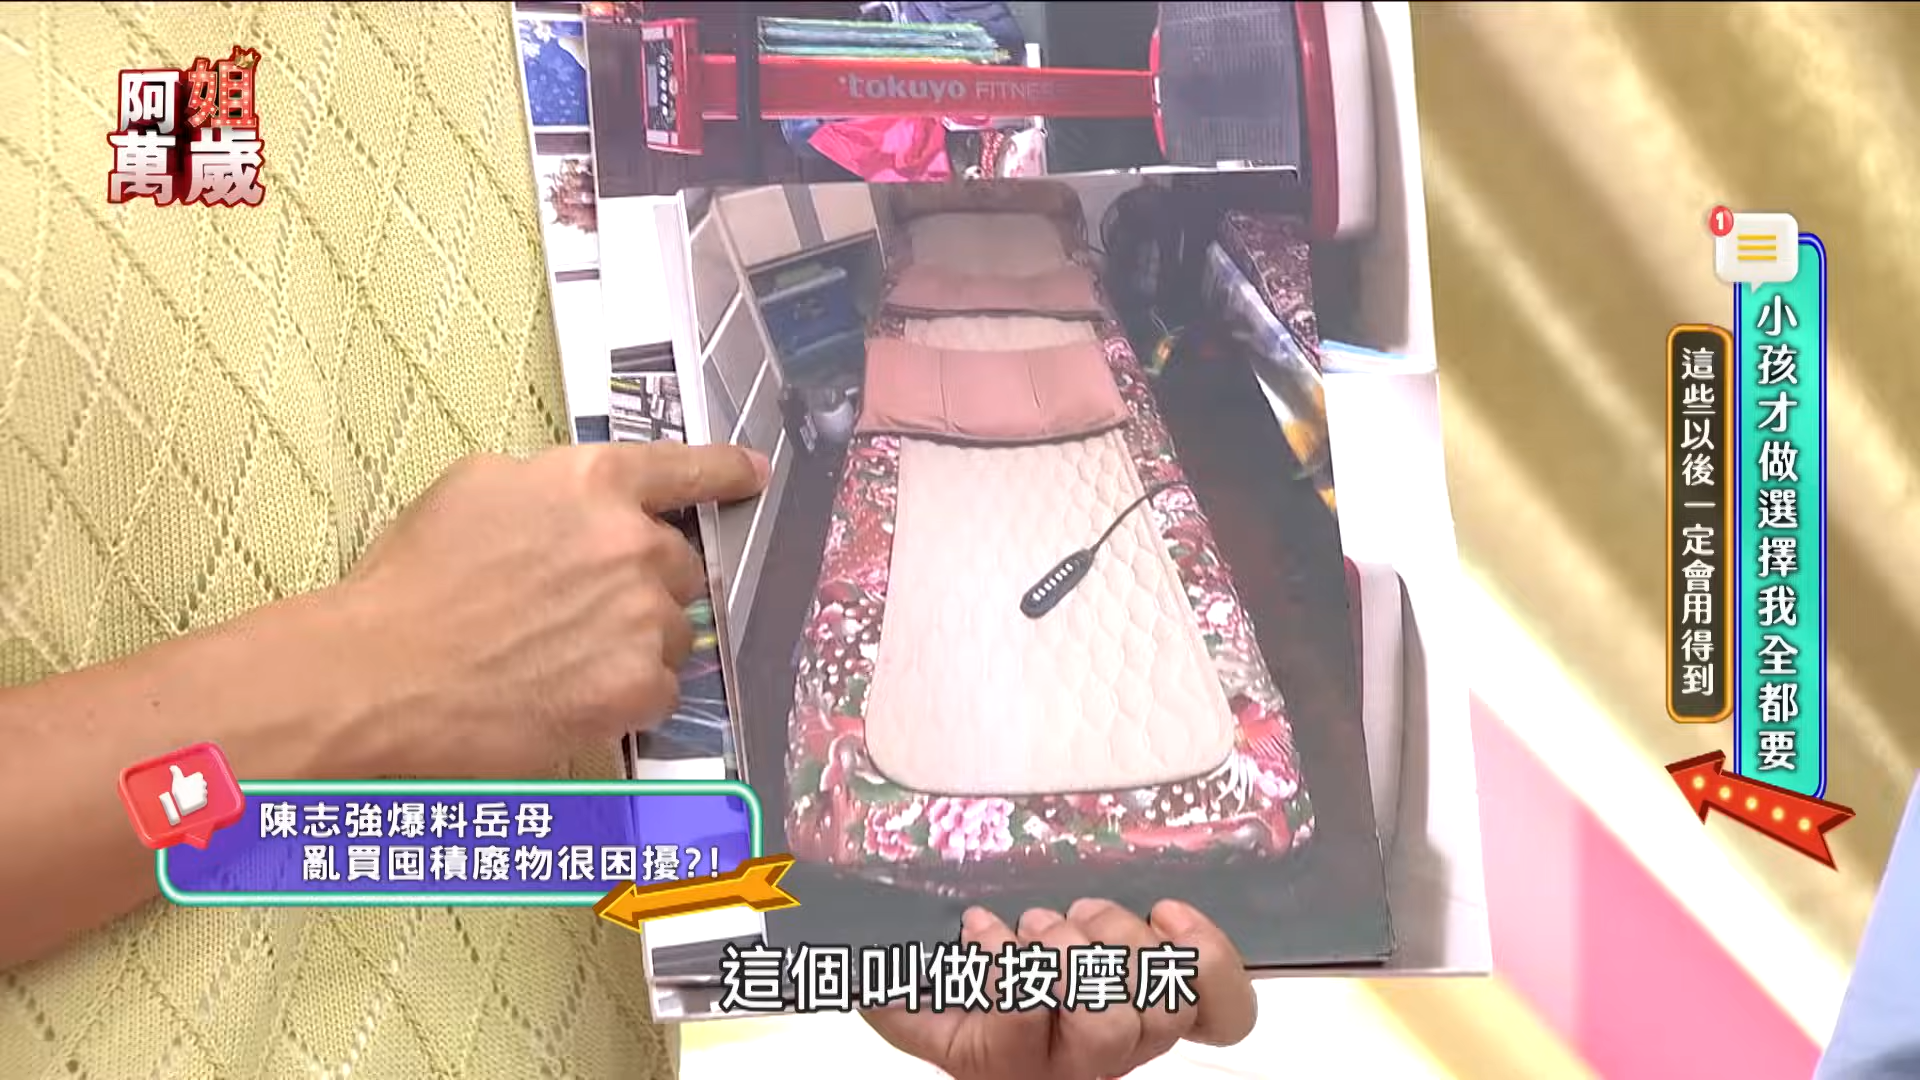 阿姐
萬歲
tokuyo FITNESS
1
小孩才做選擇我全都要
這些以後一定會用得到
陳志強爆料岳母
亂買囤積廢物很困擾?!
這個叫做按摩床